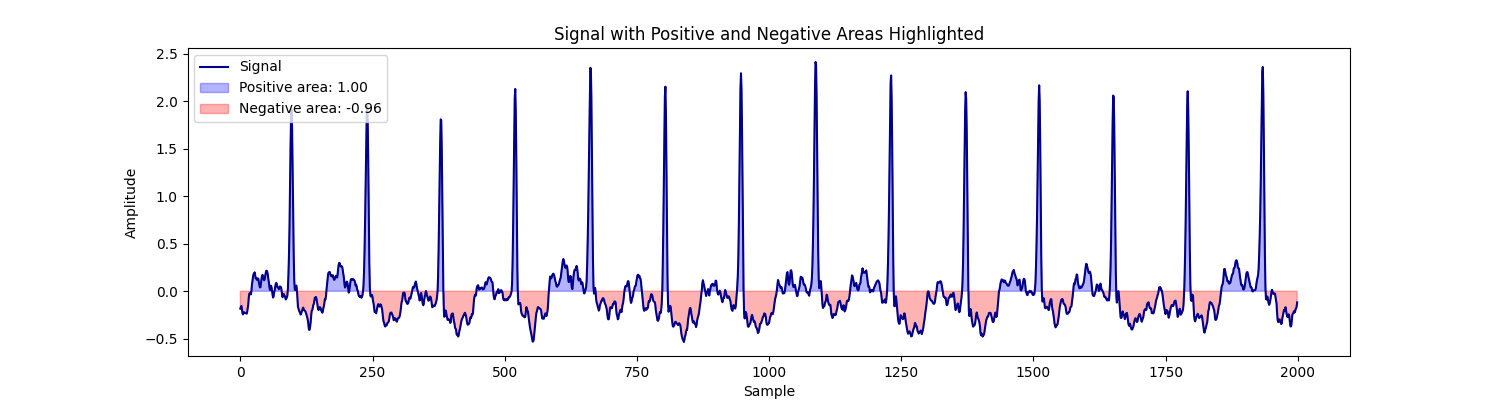 Signal with Positive and Negative Areas Highlighted
Signal
Positive area: 1.00
Negative area: -0.96
Amplitude
2.5
2.0
1.5
1.0
0.5
0.0
−0.5
0 250 500 750 1000 1250 1500 1750 2000
Sample